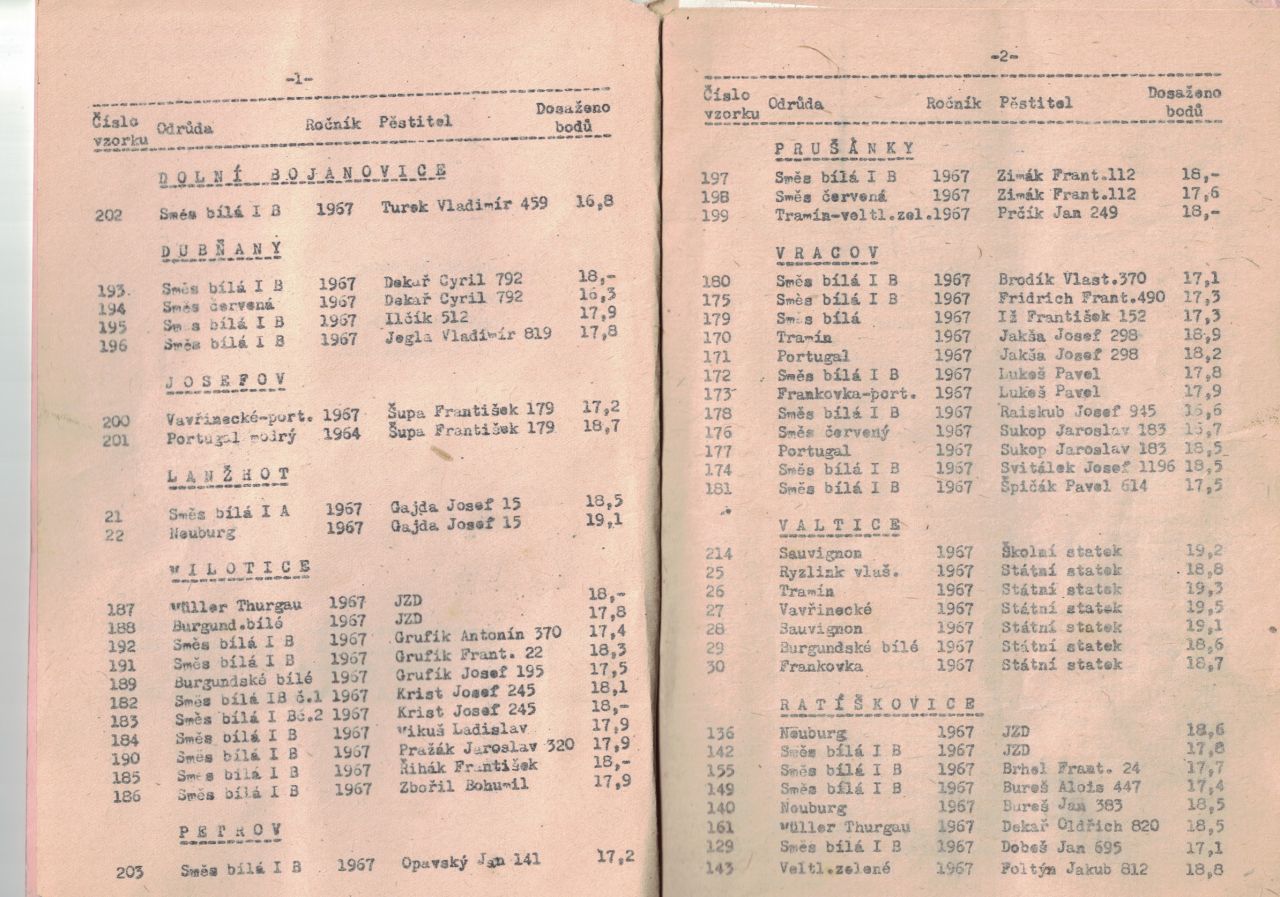 -1-
Číslo vzorku Odrůda Ročník Pěstitel Dosaženo bodů
DOLNÍ BOJANOVICE
202 Směs bílá I B 1967 Turek Vladimír 459 16,8
DUBŇANY
193. Směs bílá I B 1967 Dekař Cyril 792 18,-
194 Směs červená 1967 Dekař Cyril 792 16,3
195 Směs bílá I B 1967 Ilčík 512 17,9
196 Směs bílá I B 1967 Jegla Vladimír 819 17,8
JOSEFOV
200 Vavřinecké-port. 1967 Šupa František 179 17,2
201 Portugal modrý 1964 Šupa František 179 18,7
LANŽHOT
21 Směs bílá I A 1967 Gajda Josef 15 18,5
22 Neuburg 1967 Gajda Josef 15 19,1
MILOTICE
187 Müller Thurgau 1967 JZD 18,-
188 Burgund.bílé 1967 JZD 17,8
192 Směs bílá I B 1967 Grufík Antonín 370 17,4
191 Směs bílá I B 1967 Grufík Frant. 22 18,3
189 Burgundské bílé 1967 Grufík Josef 195 17,5
182 Směs bílá IB č.1 1967 Krist Josef 245 18,1
183 Směs bílá I Bč.2 1967 Krist Josef 245 18,-
184 Směs bílá I B 1967 Mikuš Ladislav 17,9
190 Směs bílá I B 1967 Pražák Jaroslav 320 17,9
185 Směs bílá I B 1967 Řihák František 18,-
186 Směs bílá I B 1967 Zbořil Bohumil 17,9
PETROV
203 Směs bílá I B 1967 Opavský Jan 141 17,2
-2-
Číslo vzorku Odrůda Ročník Pěstitel Dosaženo bodů
PRUŠÁNKY
197 Směs bílá I B 1967 Zimák Frant.112 18,-
198 Směs červená 1967 Zimák Frant.112 17,6
199 Tramín-veltl.zel.1967 Prčík Jan 249 18,-
VRACOV
180 Směs bílá I B 1967 Brodík Vlast.370 17,1
175 Směs bílá I B 1967 Fridrich Frant.490 17,3
179 Směs bílá 1967 Iž František 152 17,3
170 Tramín 1967 Jakša Josef 298 18,9
171 Portugal 1967 Jakša Josef 298 18,2
172 Směs bílá I B 1967 Lukeš Pavel 17,8
173 Frankovka-port. 1967 Lukeš Pavel 17,9
178 Směs bílá I B 1967 Raiskub Josef 945
176 Směs červený 1967 Sukop Jaroslav 183
177 Portugal 1967 Sukop Jaroslav 183 18,5
174 Směs bílá I B 1967 Svitálek Josef 1196 18,5
181 Směs bílá I B 1967 Špičák Pavel 614 17,5
VALTICE
214 Sauvignon 1967 Školní statek 19,2
25 Ryzlink vlaš. 1967 Státní statek 18,8
26 Tramín 1967 Státní statek 19,3
27 Vavřinecké 1967 Státní statek 19,5
28 Sauvignon 1967 Státní statek 19,1
29 Burgundské bílé 1967 Státní statek 18,6
30 Frankovka 1967 Státní statek 18,7
RATÍŠKOVICE
136 Neuburg 1967 JZD 18,6
142 Směs bílá I B 1967 JZD 17,8
155 Směs bílá I B 1967 Brhel Frant. 24 17,7
149 Směs bílá I B 1967 Bureš Alois 447 17,4
140 Neuburg 1967 Bureš Jan 383 18,5
161 Müller Thurgau 1967 Dekař Oldřich 820 18,5
129 Směs bílá I B 1967 Dobeš Jan 695 17,1
143 Veltl.zelené 1967 Foltýn Jakub 812 18,8